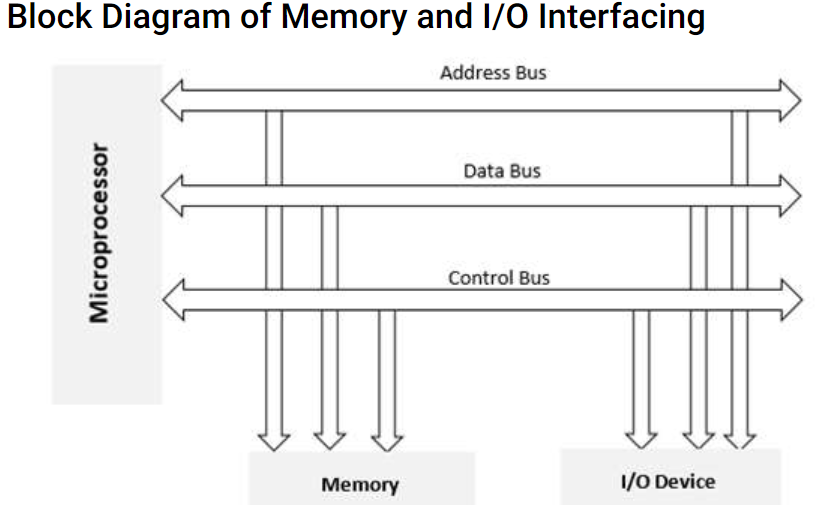 Block Diagram of Memory and I/O Interfacing
Address Bus
Microprocessor
Data Bus
Control Bus
Memory
I/O Device